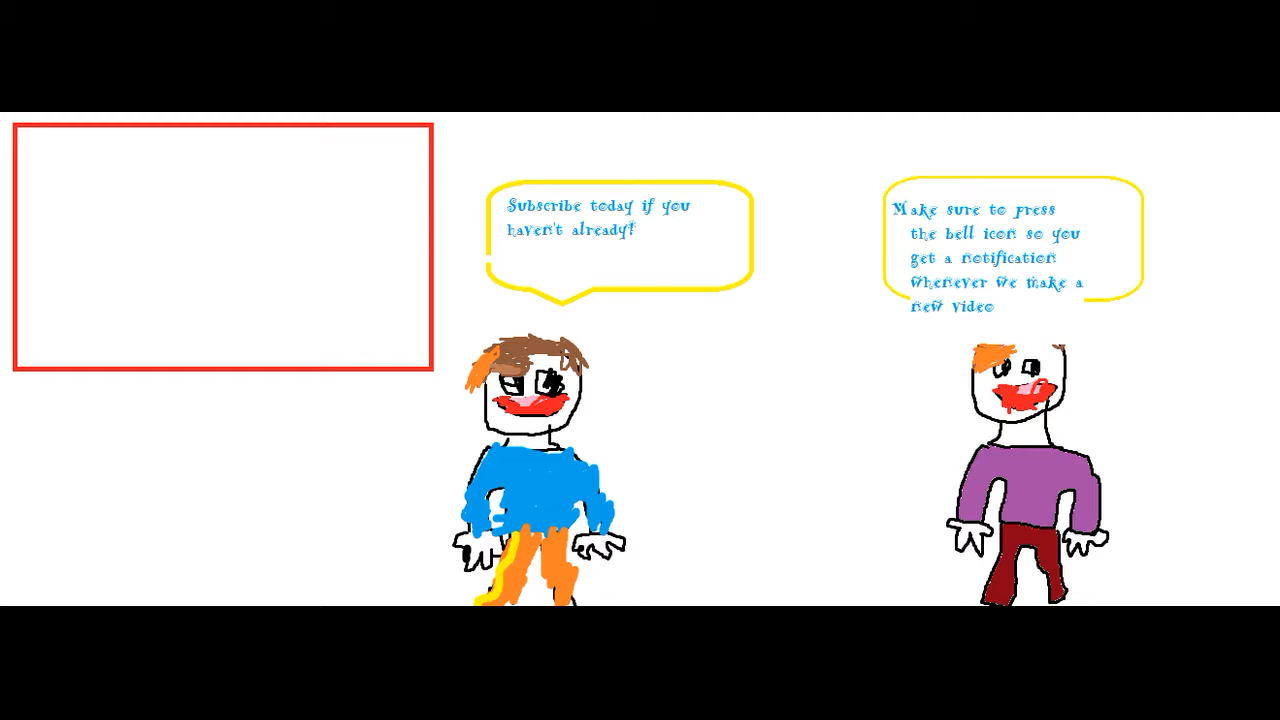 Subscribe today if you
haven't already!
Make sure to press
the bell icon so you
get a notification
whenever we make a
new video